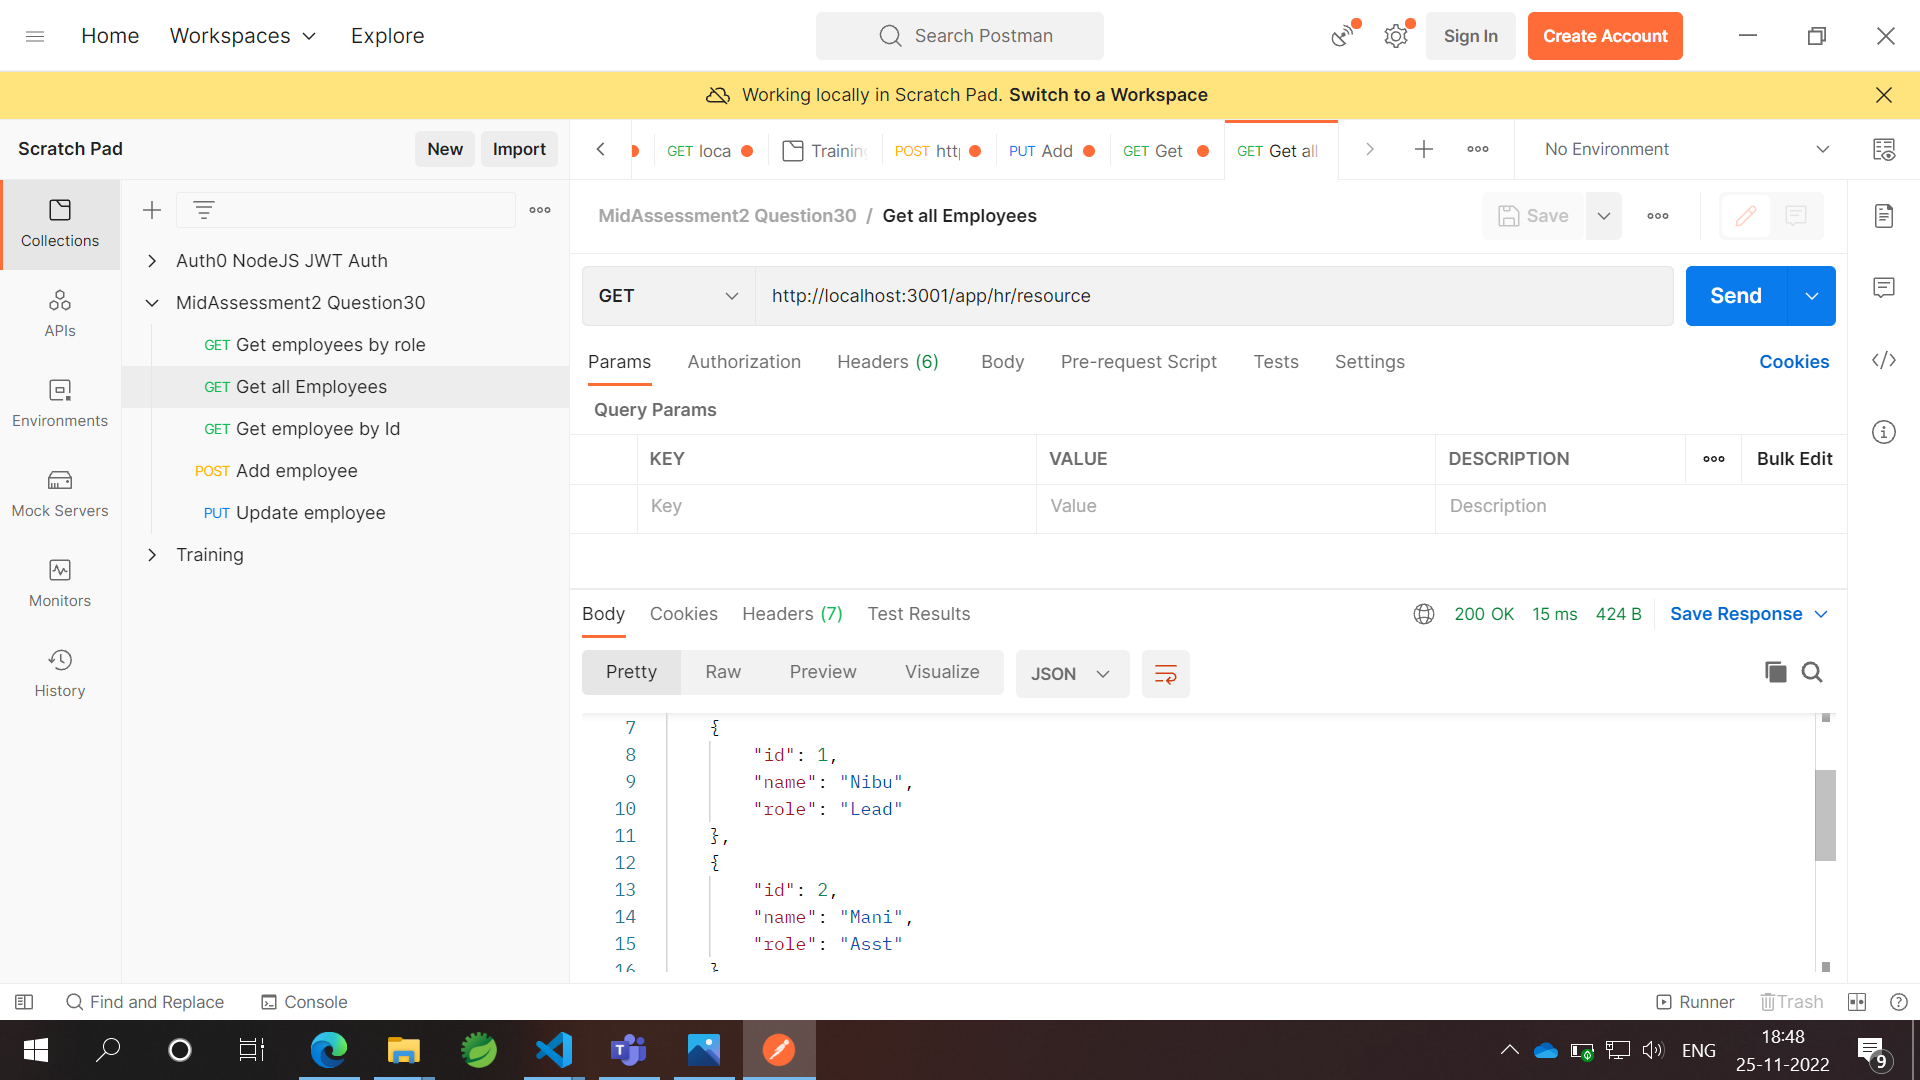 Home Workspaces Explore Search Postman Sign In Create Account
Working locally in Scratch Pad. Switch to a Workspace
Scratch Pad New Import GET loca Training POST http PUT Add GET Get GET Get all No Environment
Collections
APIs
Environments
Mock Servers
Monitors
History
Auth0 NodeJS JWT Auth
MidAssessment2 Question30
GET Get employees by role
GET Get all Employees
GET Get employee by Id
POST Add employee
PUT Update employee
Training
MidAssessment2 Question30 / Get all Employees Save
GET http://localhost:3001/app/hr/resource Send
Params Authorization Headers (6) Body Pre-request Script Tests Settings Cookies
Query Params
KEY VALUE DESCRIPTION Bulk Edit
Key Value Description
Body Cookies Headers (7) Test Results 200 OK 15 ms 424 B Save Response
Pretty Raw Preview Visualize JSON
7 {
8 "id": 1,
9 "name": "Nibu",
10 "role": "Lead"
11 },
12 {
13 "id": 2,
14 "name": "Mani",
15 "role": "Asst"
16 }
Find and Replace Console Runner Trash
ENG 18:48
25-11-2022 9